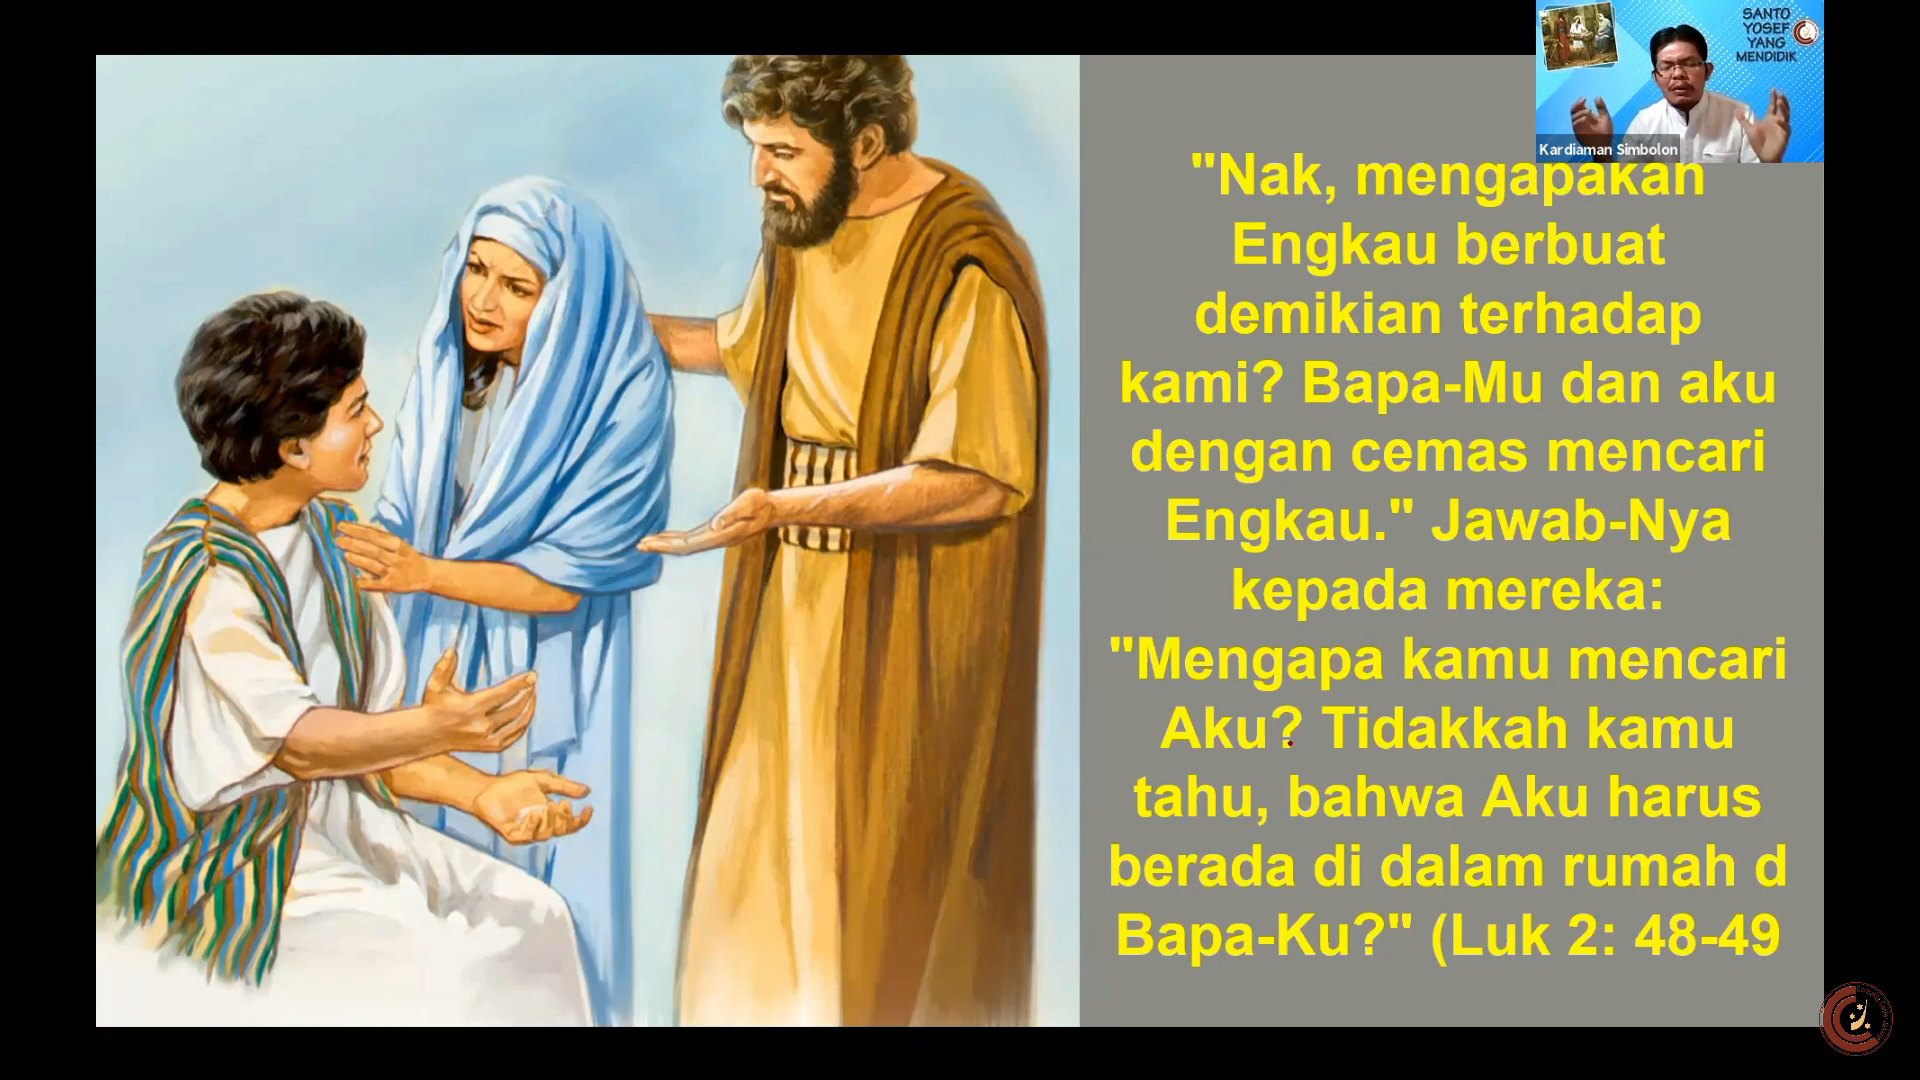 SANTO
YOSEF
YANG
MENDIDIK
Kardiaman Simbolon
"Nak, mengapakah
Engkau berbuat
demikian terhadap
kami? Bapa-Mu dan aku
dengan cemas mencari
Engkau." Jawab-Nya
kepada mereka:
"Mengapa kamu mencari
Aku? Tidakkah kamu
tahu, bahwa Aku harus
berada di dalam rumah d
Bapa-Ku?" (Luk 2: 48-49